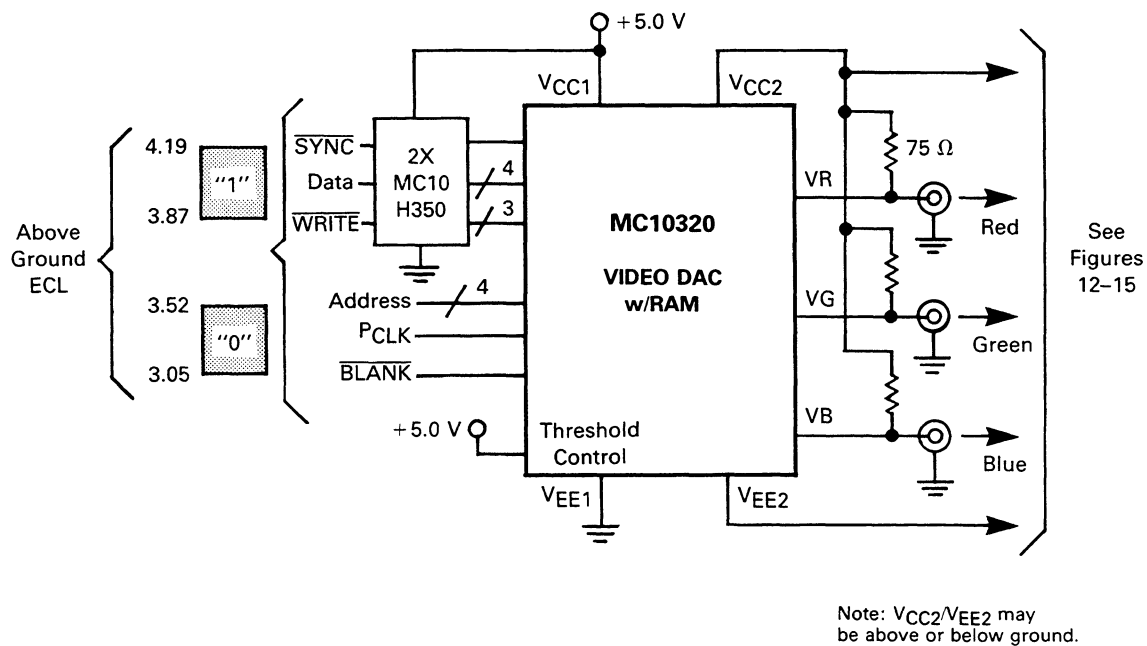 +5.0 V
VCC1
VCC2
4.19
"1"
3.87
Above
Ground
ECL
3.52
"0"
3.05
SYNC
Data
WRITE
2X
MC10
H350
4
3
Address
4
PCLK
BLANK
+5.0 V
Threshold
Control
MC10320
VIDEO DAC
w/RAM
VEE1
VEE2
75 Ω
VR
Red
VG
Green
VB
Blue
See
Figures
12–15
Note: VCC2/VEE2 may
be above or below ground.